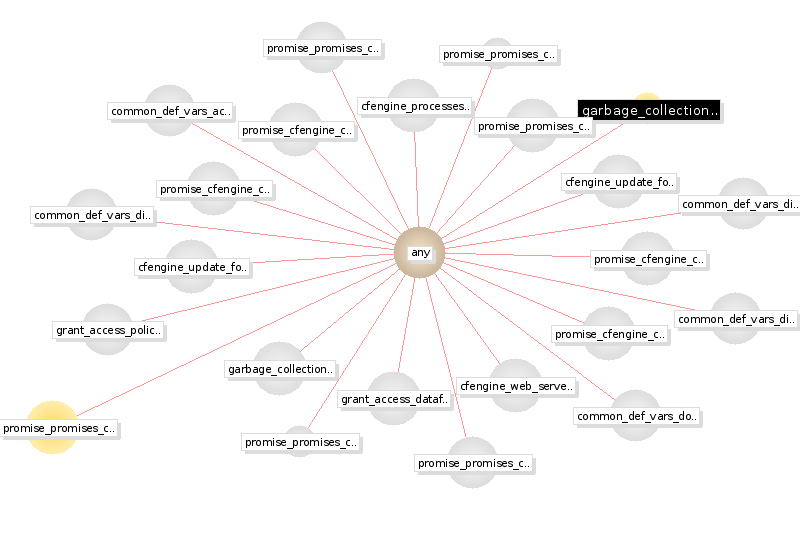 promise_promises_c..
promise_promises_c..
common_def_vars_ac..
cfengine_processes..
garbage_collection..
promise_cfengine_c..
promise_promises_c..
promise_cfengine_c..
cfengine_update_fo..
common_def_vars_di..
common_def_vars_di..
any
cfengine_update_fo..
promise_cfengine_c..
grant_access_polic..
common_def_vars_di..
promise_cfengine_c..
garbage_collection..
cfengine_web_serve..
grant_access_dataf..
common_def_vars_do..
promise_promises_c..
promise_promises_c..
promise_promises_c..